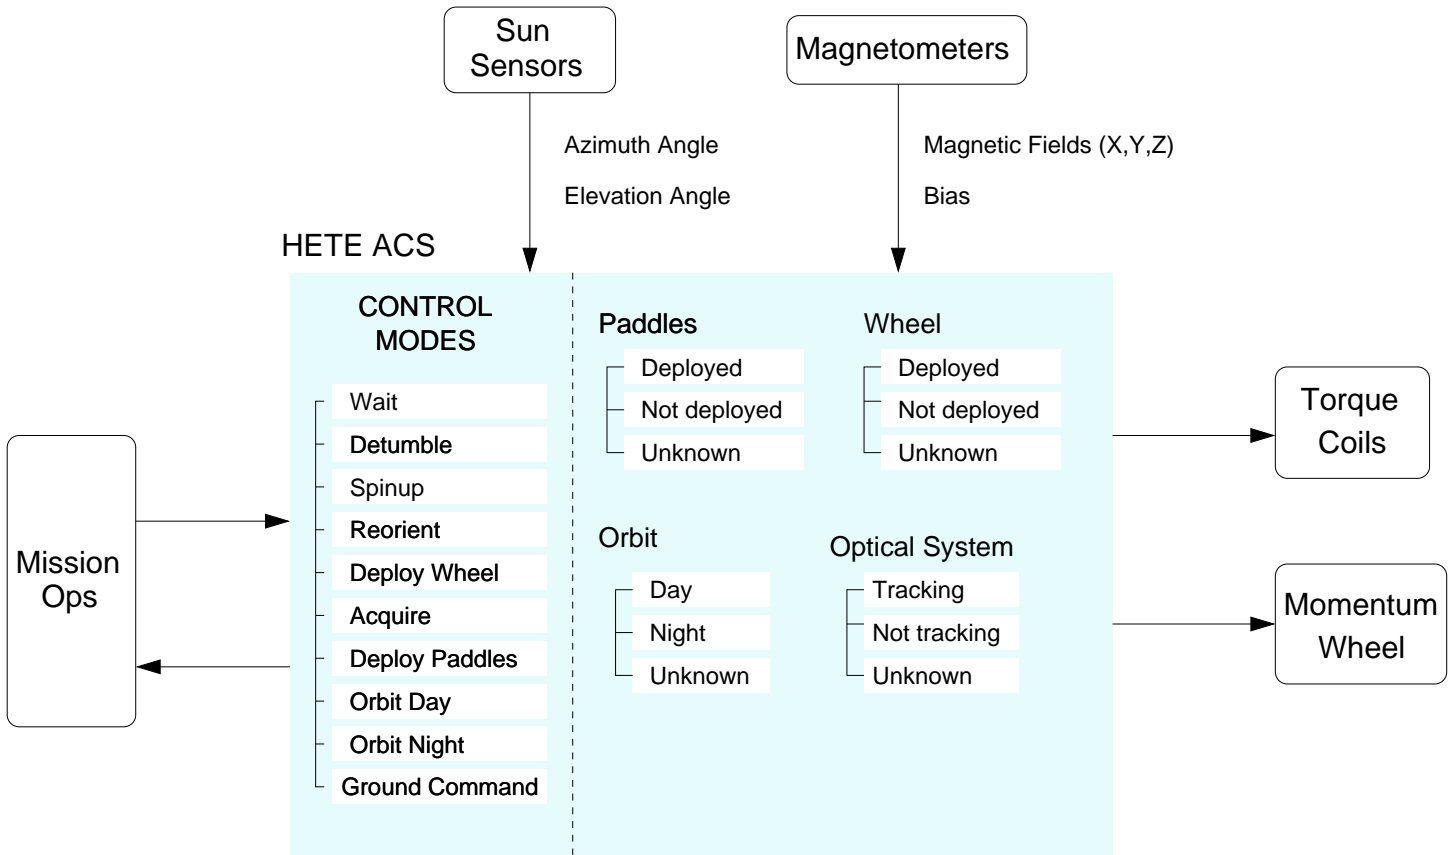 Sun
Sensors
Magnetometers
Azimuth Angle
Elevation Angle
Magnetic Fields (X,Y,Z)
Bias
HETE ACS
CONTROL
MODES
Wait
Detumble
Spinup
Reorient
Deploy Wheel
Acquire
Deploy Paddles
Orbit Day
Orbit Night
Ground Command
Paddles
Deployed
Not deployed
Unknown
Wheel
Deployed
Not deployed
Unknown
Orbit
Day
Night
Unknown
Optical System
Tracking
Not tracking
Unknown
Mission
Ops
Torque
Coils
Momentum
Wheel